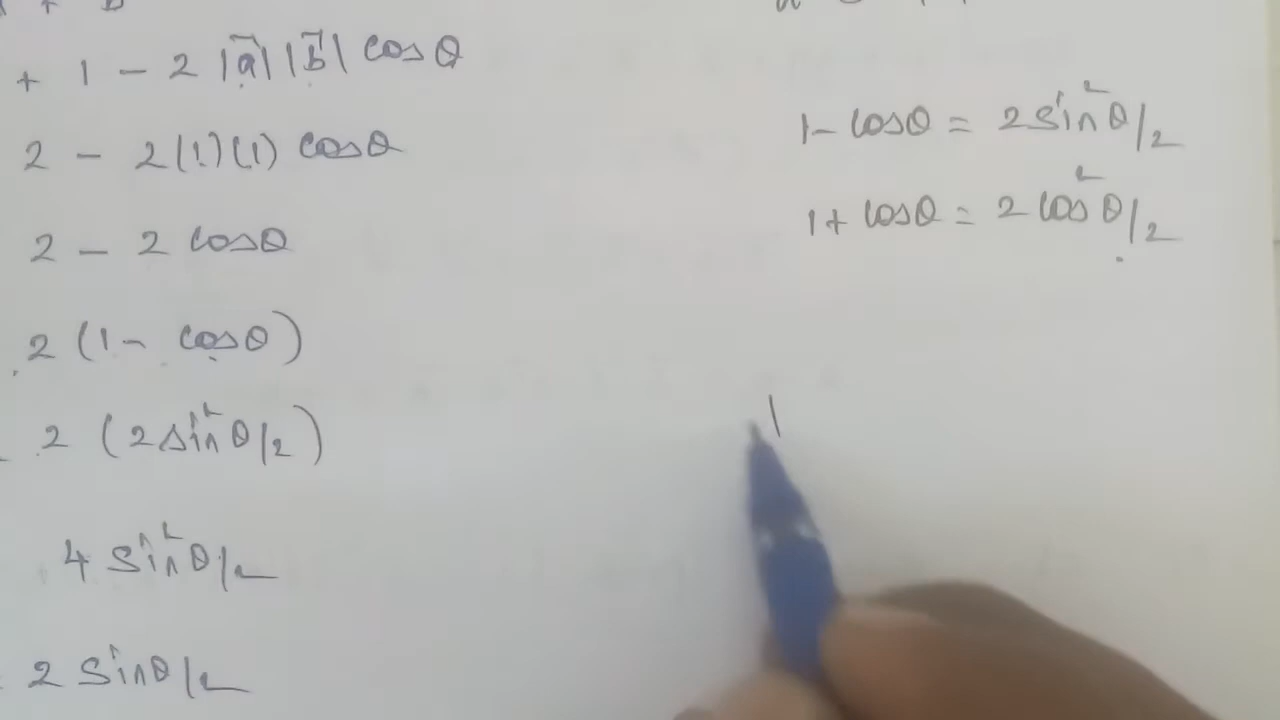 + 1 - 2 |a⃗| |b⃗| cosθ
2 - 2(1)(1) cosθ
2 - 2 cosθ
2 (1 - cosθ)
2 (2 sin²θ/2)
4 sin²θ/2
2 sinθ/2
1 - cosθ = 2 sin²θ/2
1 + cosθ = 2 cos²θ/2